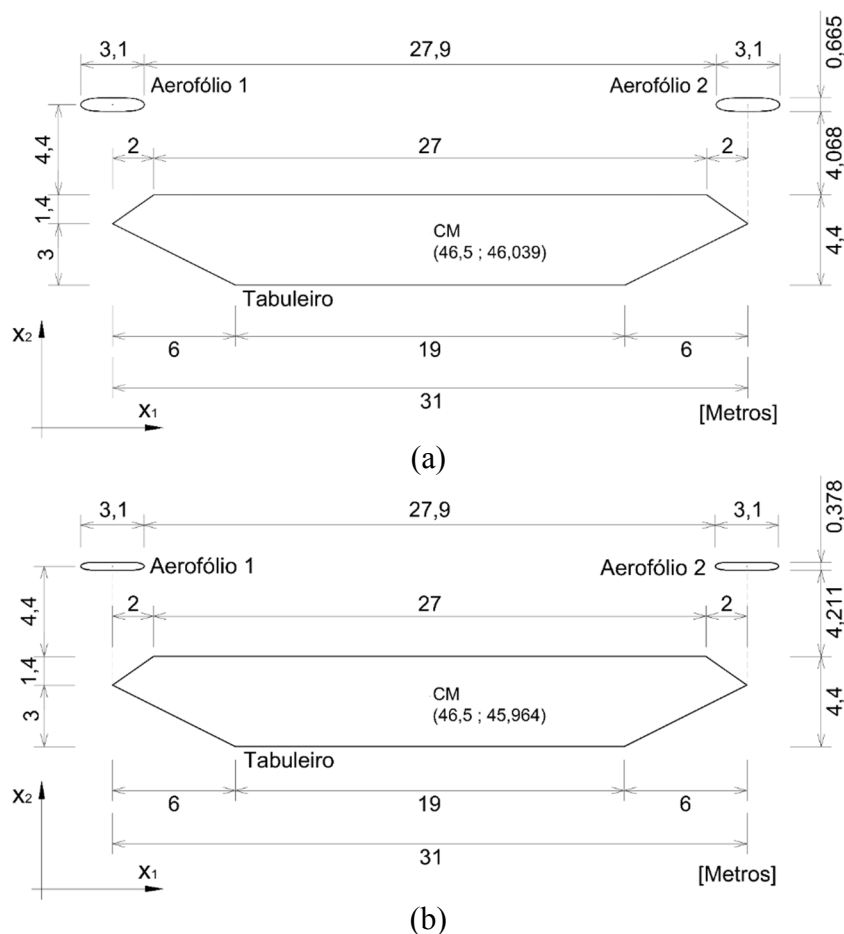 3,1
27,9
3,1
0,665
Aerofólio 1
Aerofólio 2
4,4
2
27
2
4,068
1,4
3
CM
(46,5 ; 46,039)
4,4
Tabuleiro
x₂
6
19
6
31
x₁
[Metros]
(a)
3,1
27,9
3,1
0,378
Aerofólio 1
Aerofólio 2
4,4
2
27
2
4,211
1,4
3
CM
(46,5 ; 45,964)
4,4
Tabuleiro
x₂
6
19
6
31
x₁
[Metros]
(b)